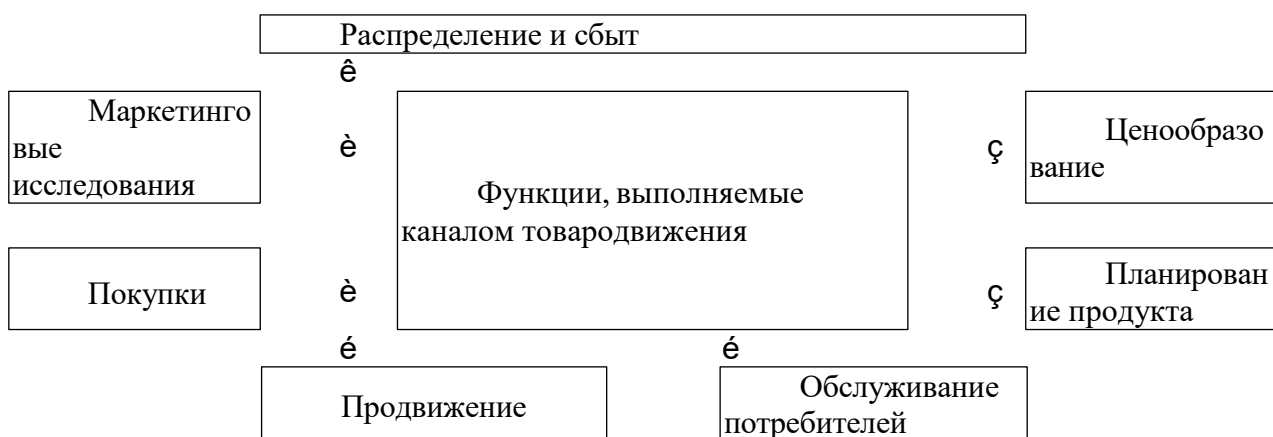 Распределение и сбыт
ê
Маркетинго
вые
исследования
è
Функции, выполняемые
каналом товародвижения
ç
Ценообразо
вание
Покупки
è
ç
Планирован
ие продукта
é
é
Продвижение
Обслуживание
потребителей